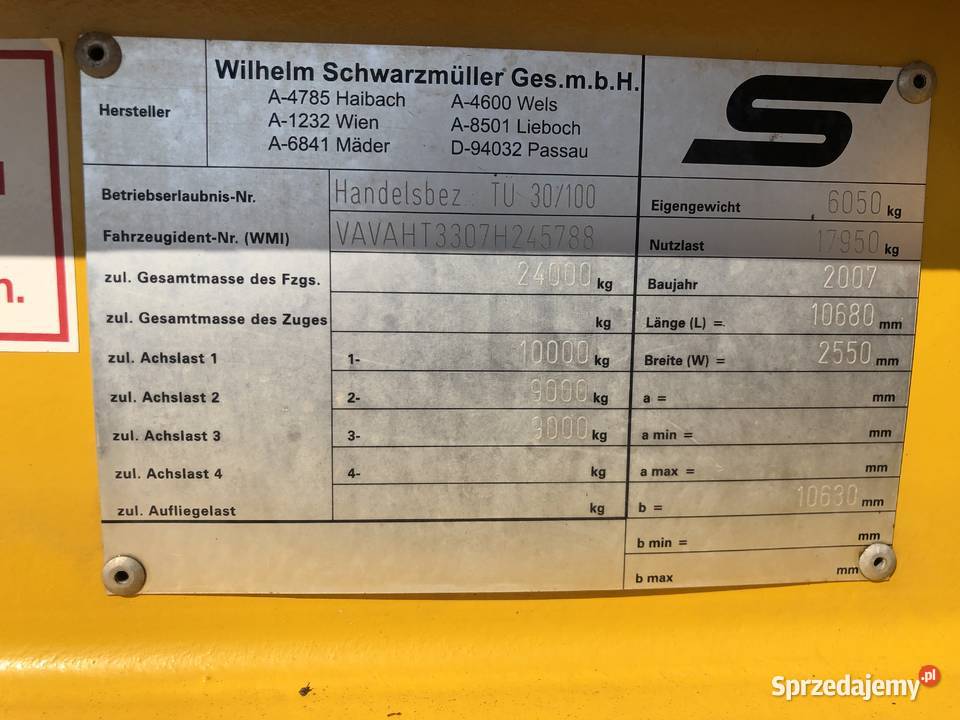 Hersteller
Wilhelm Schwarzmüller Ges.m.b.H.
A-4785 Haibach A-4600 Wels
A-1232 Wien A-8501 Lieboch
A-6841 Mäder D-94032 Passau
S
Betriebserlaubnis-Nr. Handelsbez.: TU 30/100
Fahrzeugident-Nr. (WMI) VAVAHT3307H245788
zul. Gesamtmasse des Fzgs. 24000 kg
zul. Gesamtmasse des Zuges kg
zul. Achslast 1 1- 10000 kg
zul. Achslast 2 2- 9000 kg
zul. Achslast 3 3- 9000 kg
zul. Achslast 4 4- kg
zul. Aufliegelast kg
Eigengewicht 6050 kg
Nutzlast 17950 kg
Baujahr 2007
Länge (L) = 10680 mm
Breite (W) = 2550 mm
a = mm
a min = mm
a max = mm
b = 10630 mm
b min = mm
b max mm
n.
Sprzedajemy.pl